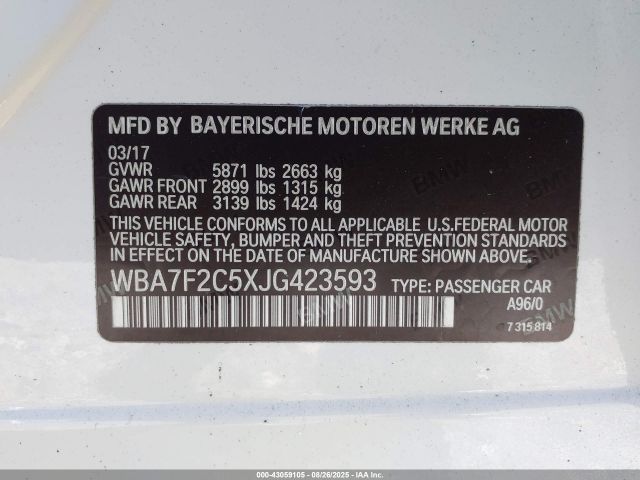 MFD BY BAYERISCHE MOTOREN WERKE AG
03/17
GVWR 5871 lbs 2663 kg
GAWR FRONT 2899 lbs 1315 kg
GAWR REAR 3139 lbs 1424 kg
THIS VEHICLE CONFORMS TO ALL APPLICABLE U.S.FEDERAL MOTOR
VEHICLE SAFETY, BUMPER AND THEFT PREVENTION STANDARDS
IN EFFECT ON THE DATE OF MANUFACTURE SHOWN ABOVE.
WBA7F2C5XJG423593 TYPE: PASSENGER CAR
A96/0
7 315 814
000-43059105 - 08/26/2025 - IAAI.COM